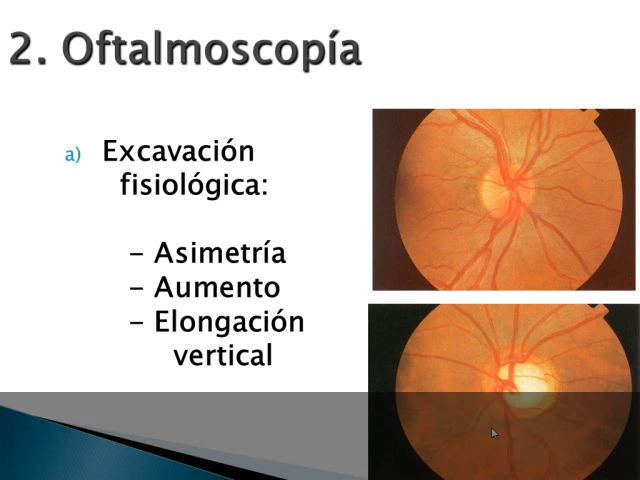 2. Oftalmoscopía
a) Excavación
fisiológica:
- Asimetría
- Aumento
- Elongación
vertical